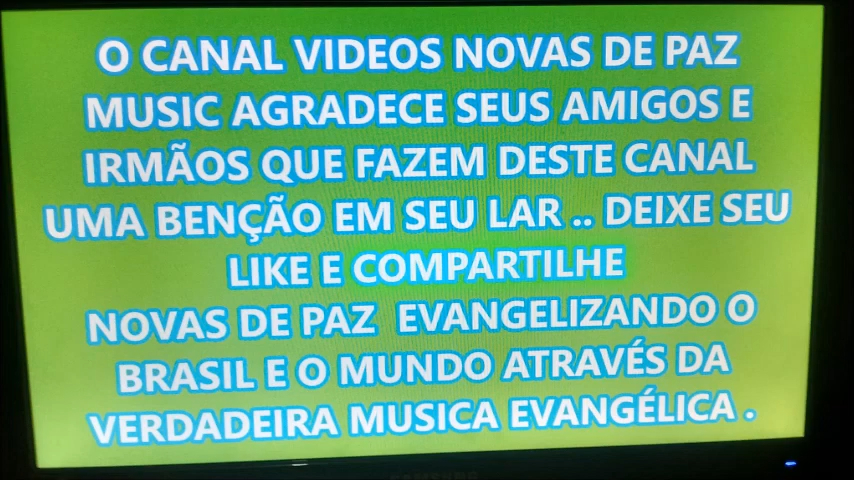 O CANAL VIDEOS NOVAS DE PAZ
MUSIC AGRADECE SEUS AMIGOS E
IRMÃOS QUE FAZEM DESTE CANAL
UMA BENÇÃO EM SEU LAR .. DEIXE SEU
LIKE E COMPARTILHE
NOVAS DE PAZ EVANGELIZANDO O
BRASIL E O MUNDO ATRAVÉS DA
VERDADEIRA MUSICA EVANGÉLICA .